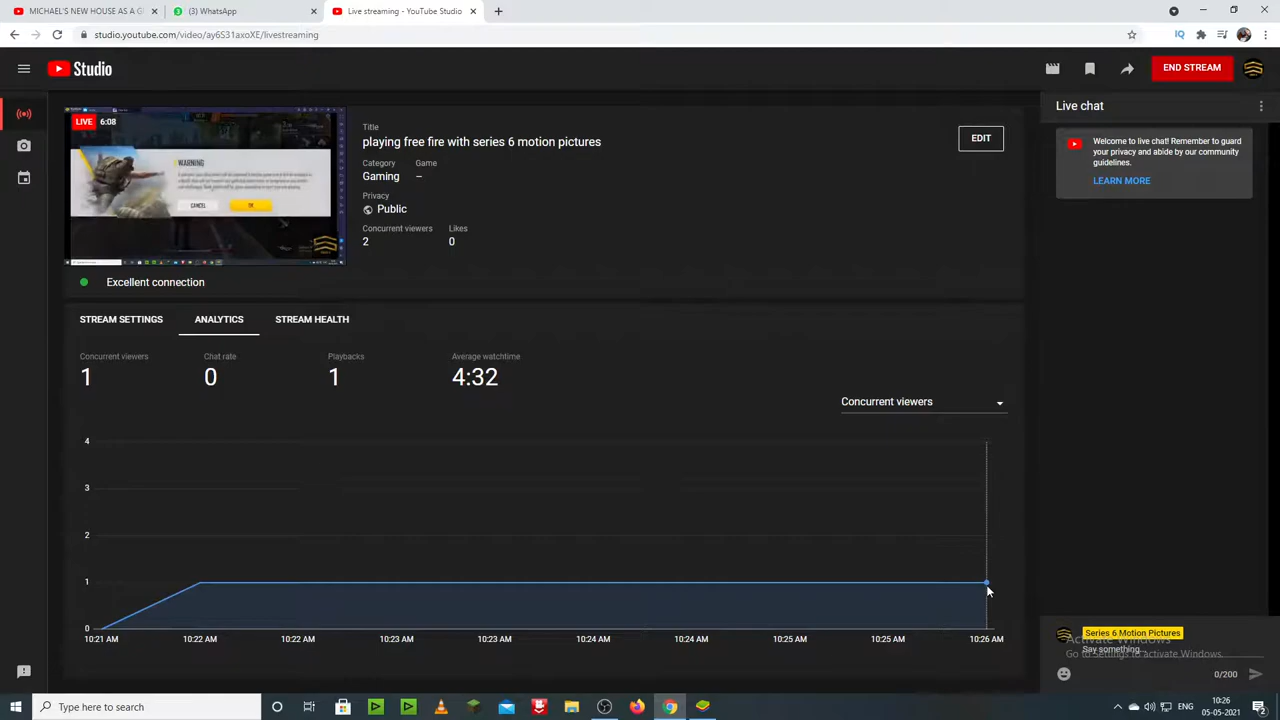 MICHAEL'S NEW HOUSE AS A G
(3) WhatsApp
Live streaming - YouTube Studio
studio.youtube.com/video/ay6S31axoXE/livestreaming
IQ
Studio
END STREAM
LIVE 6:08
WARNING
CANCEL
OK
Title
playing free fire with series 6 motion pictures
EDIT
Category Game
Gaming –
Privacy
Public
Concurrent viewers Likes
2 0
Excellent connection
STREAM SETTINGS ANALYTICS STREAM HEALTH
Concurrent viewers Chat rate Playbacks Average watchtime
1 0 1 4:32
Concurrent viewers
4
3
2
1
0
10:21 AM 10:22 AM 10:22 AM 10:23 AM 10:23 AM 10:24 AM 10:24 AM 10:25 AM 10:25 AM 10:26 AM
Live chat
Welcome to live chat! Remember to guard
your privacy and abide by our community
guidelines.
LEARN MORE
Series 6 Motion Pictures
Activate Windows
Say something...
Go to Settings to activate Windows.
0/200
Type here to search
ENG
10:26
05-05-2021
2